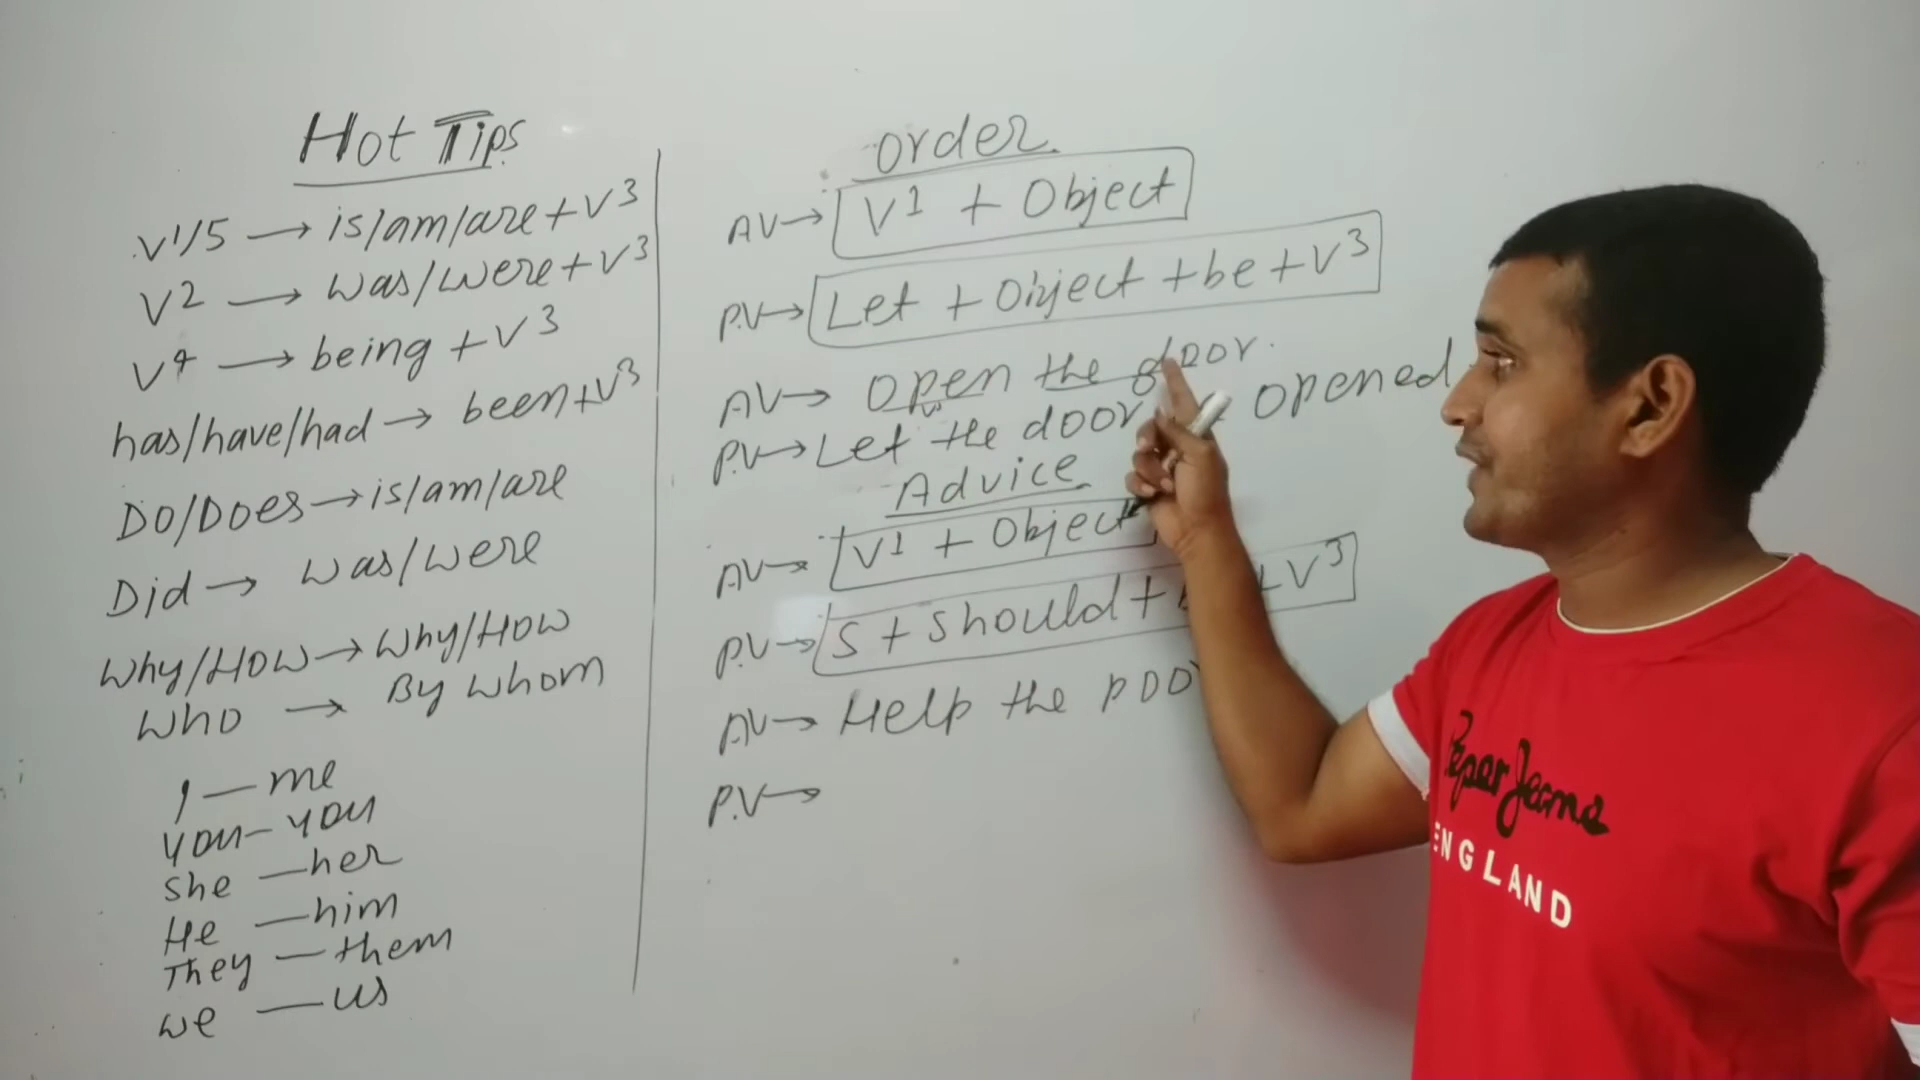 Hot Tips
V1/5 → is/am/are + V3
V2 → was/were + V3
V4 → being + V3
has/have/had → been + V3
Do/Does → is/am/are
Did → was/were
Why/How → Why/How
Who → By whom
I — me
You — you
She — her
He — him
They — them
we — us
Order
AV → V1 + Object
P.V → Let + Object + be + V3
AV → Open the door.
P.V → Let the door opened
Advice
AV → V1 + Object
P.V → S + should + + V3
AV → Help the poor
P.V →
Pepe Jeans
ENGLAND